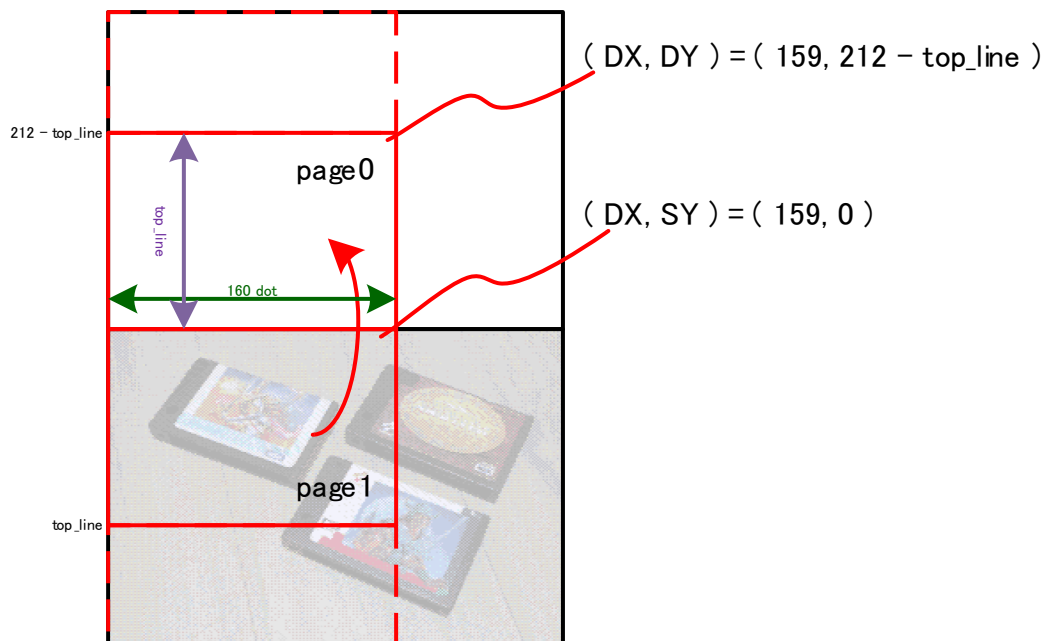 ( DX, DY ) = ( 159, 212 − top_line )
212 − top_line
page0
top_line
( DX, SY ) = ( 159, 0 )
160 dot
page1
top_line